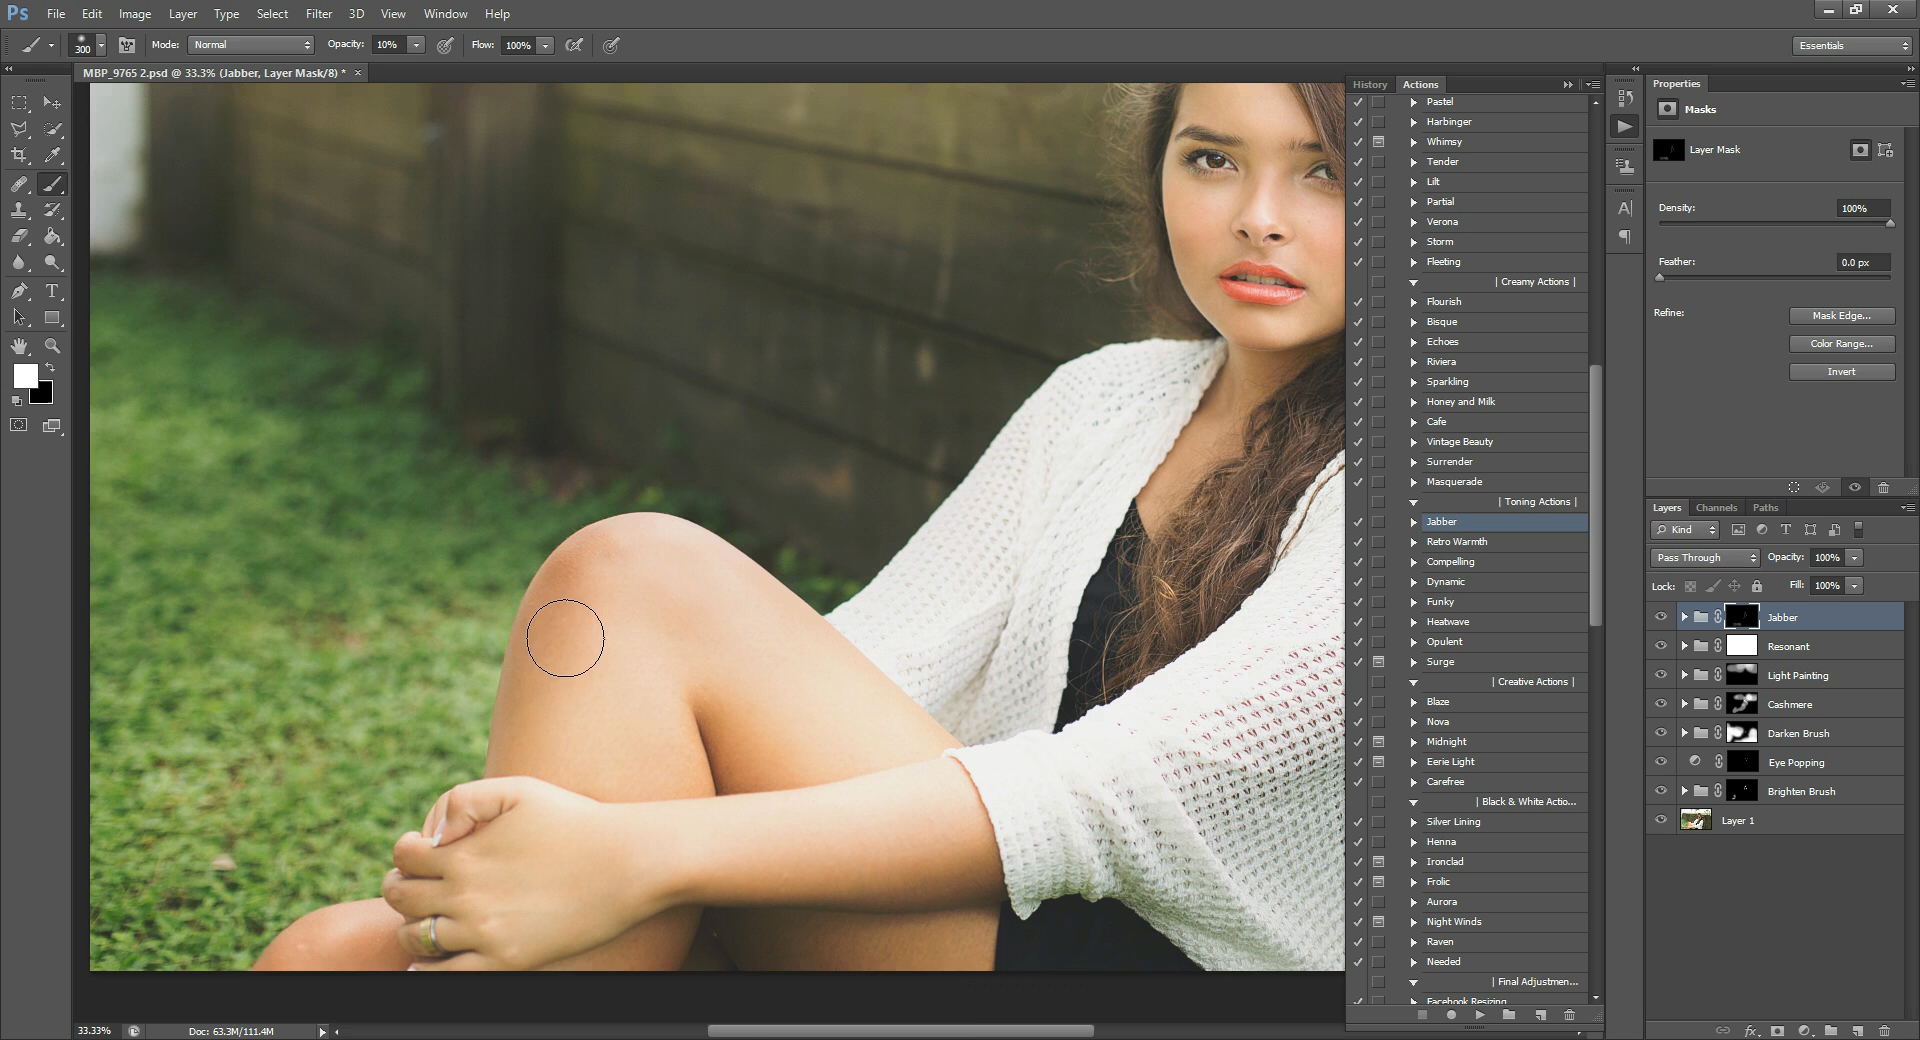 Ps File Edit Image Layer Type Select Filter 3D View Window Help
300 Mode: Normal Opacity: 10% Flow: 100% Essentials
MBP_9765 2.psd @ 33.3% (Jabber, Layer Mask/8) * ×
History Actions
Pastel
Harbinger
Whimsy
Tender
Lilt
Partial
Verona
Storm
Fleeting
| Creamy Actions |
Flourish
Bisque
Echoes
Riviera
Sparkling
Honey and Milk
Cafe
Vintage Beauty
Surrender
Masquerade
| Toning Actions |
Jabber
Retro Warmth
Compelling
Dynamic
Funky
Heatwave
Opulent
Surge
| Creative Actions |
Blaze
Nova
Midnight
Eerie Light
Carefree
| Black & White Actio...
Silver Lining
Henna
Ironclad
Frolic
Aurora
Night Winds
Raven
Needed
| Final Adjustmen...
Facebook Resizing
Properties
Masks
Layer Mask
Density: 100%
Feather: 0.0 px
Refine: Mask Edge...
Color Range...
Invert
Layers Channels Paths
Kind
Pass Through Opacity: 100%
Lock: Fill: 100%
Jabber
Resonant
Light Painting
Cashmere
Darken Brush
Eye Popping
Brighten Brush
Layer 1
33.33% Doc: 63.3M/111.4M